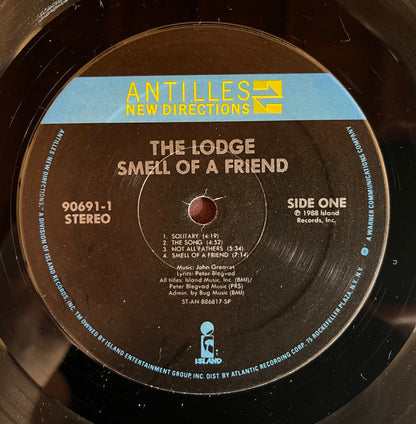 ANTILLES
NEW DIRECTIONS
THE LODGE
SMELL OF A FRIEND
90691-1
STEREO
SIDE ONE
℗ 1988 Island
Records, Inc.
1. SOLITARY (4:19)
2. THE SONG (4:52)
3. NOT ALL FATHERS (5:34)
4. SMELL OF A FRIEND (7:14)
Music: John Greaves
Lyrics: Peter Blegvad
All titles: Island Music, Inc. (BMI)/
Peter Blegvad Music (PRS)
Admin. by Bug Music (BMI)
ST-AN-886817-SP
ISLAND
ANTILLES NEW DIRECTIONS - A DIVISION OF ISLAND RECORDS, INC. TM OWNED BY ISLAND ENTERTAINMENT GROUP, INC. DIST. BY ATLANTIC RECORDING CORP. 75 ROCKEFELLER PLAZA, N.Y., N.Y. A WARNER COMMUNICATIONS COMPANY